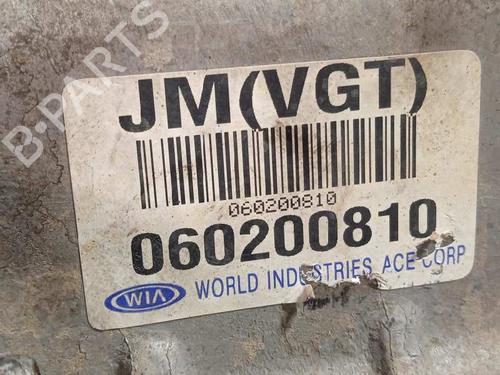 B-PARTS
JM(VGT)
060200810
060200810
WIA WORLD INDUSTRIES ACE CORP